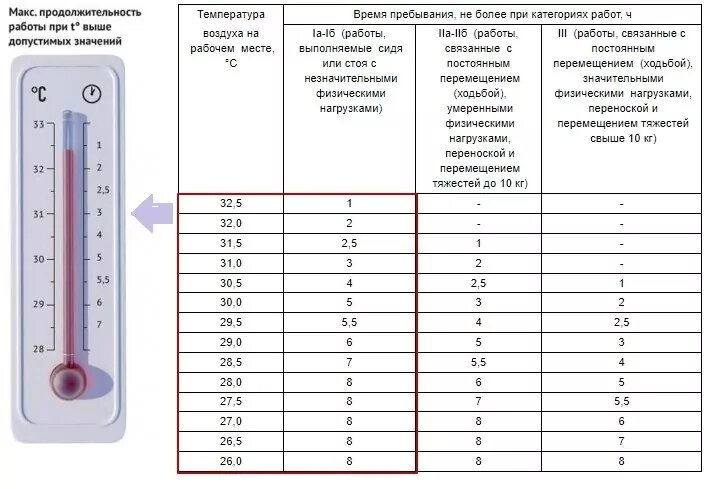 Макс. продолжительность
работы при t° выше
допустимых значений
°C
33
32
31
30
29
28
1
2
2,5
3
4
5
5,5
6
7
Температура
воздуха на
рабочем месте,
°C
Время пребывания, не более при категориях работ, ч
Iа-Iб (работы,
выполняемые сидя
или стоя с
незначительными
физическими
нагрузками)
IIа-IIб (работы,
связанные с
постоянным
перемещением
(ходьбой),
умеренными
физическими
нагрузками,
переноской и
перемещением
тяжестей до 10 кг)
III (работы, связанные с
постоянным
перемещением (ходьбой),
значительными
физическими нагрузками,
переноской и
перемещением тяжестей
свыше 10 кг)
32,5 1 - -
32,0 2 - -
31,5 2,5 1 -
31,0 3 2 -
30,5 4 2,5 1
30,0 5 3 2
29,5 5,5 4 2,5
29,0 6 5 3
28,5 7 5,5 4
28,0 8 6 5
27,5 8 7 5,5
27,0 8 8 6
26,5 8 8 7
26,0 8 8 8